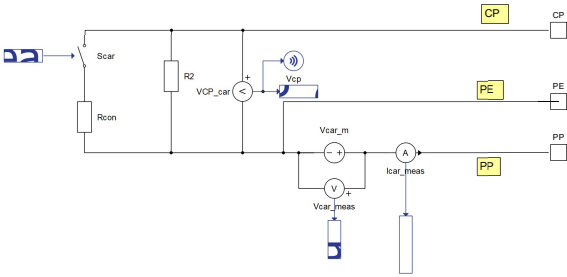 CP
CP
Scar
R2
VCP_car
+
Vcp
PE
PE
Rcon
Vcar_m
PP
- +
A
V
+
Icar_meas
PP
Vcar_meas